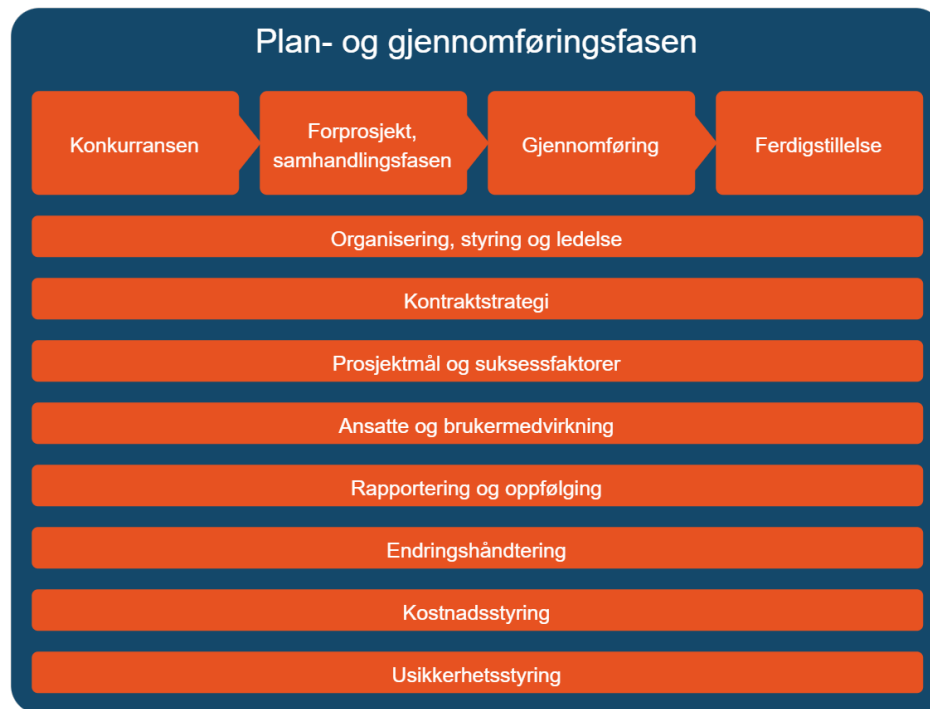 Plan- og gjennomføringsfasen
Konkurransen
Forprosjekt,
samhandlingsfasen
Gjennomføring
Ferdigstillelse
Organisering, styring og ledelse
Kontraktstrategi
Prosjektmål og suksessfaktorer
Ansatte og brukermedvirkning
Rapportering og oppfølging
Endringshåndtering
Kostnadsstyring
Usikkerhetsstyring